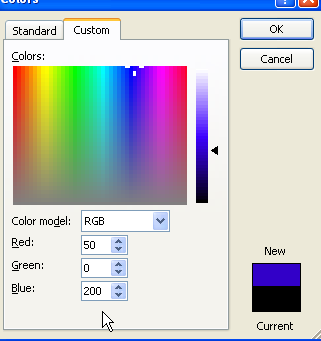 Colors
Standard
Custom
OK
Cancel
Colors:
Color model: RGB
Red: 50
Green: 0
Blue: 200
New
Current